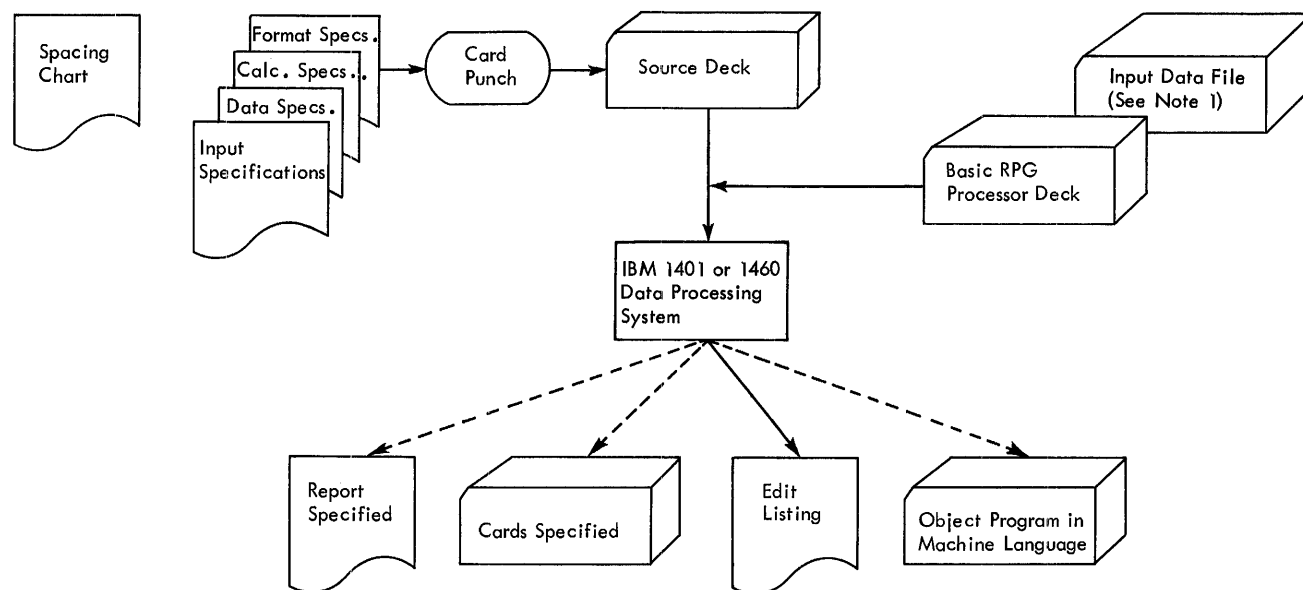 Spacing
Chart
Format Specs.
Calc. Specs..
Data Specs.
Input
Specifications
Card
Punch
Source Deck
Input Data File
(See Note 1)
Basic RPG
Processor Deck
IBM 1401 or 1460
Data Processing
System
Report
Specified
Cards Specified
Edit
Listing
Object Program in
Machine Language